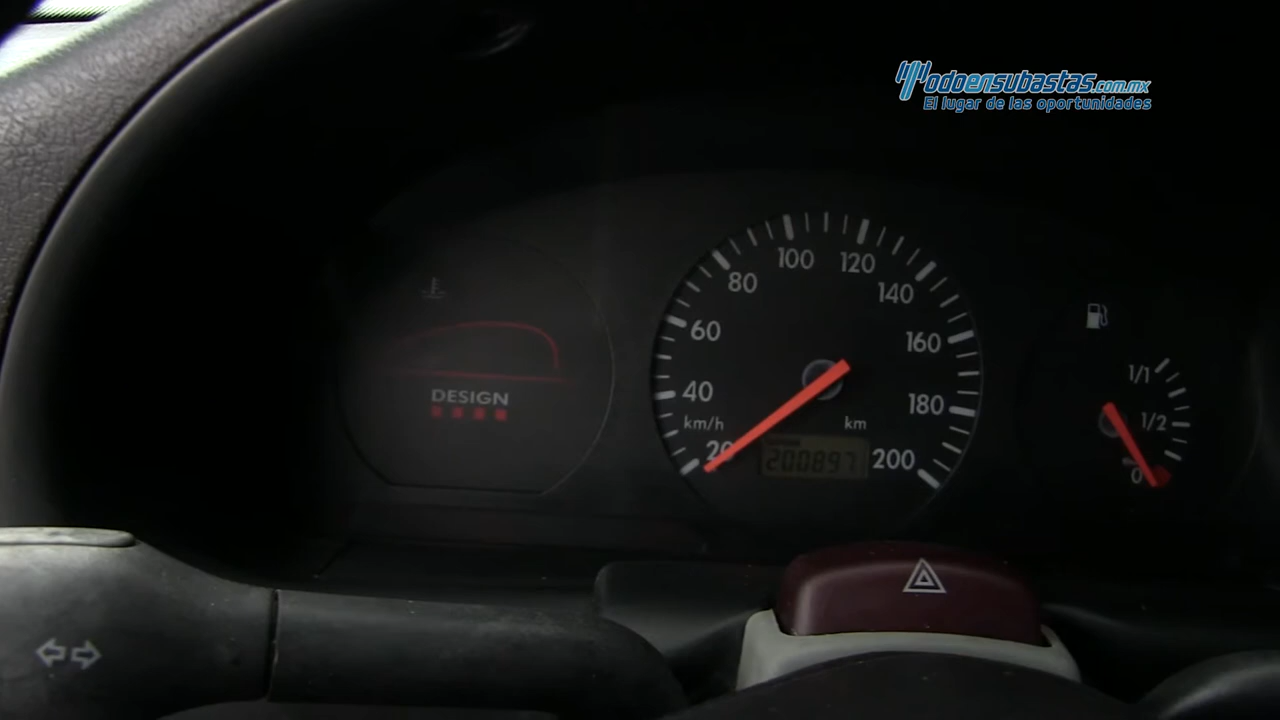 Todoensubastas.com.mx
El lugar de las oportunidades
100
120
80
140
60
160
1/1
40
180
DESIGN
km/h
km
1/2
20
200897
200
0